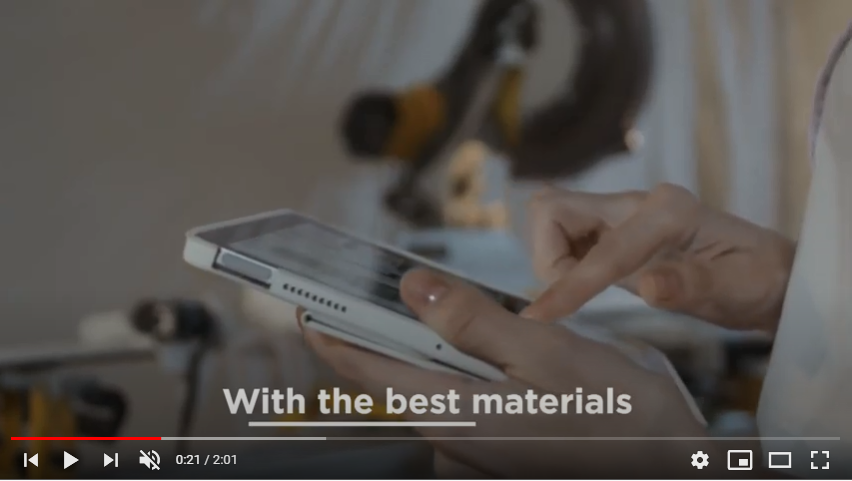 With the best materials
0:21 / 2:01